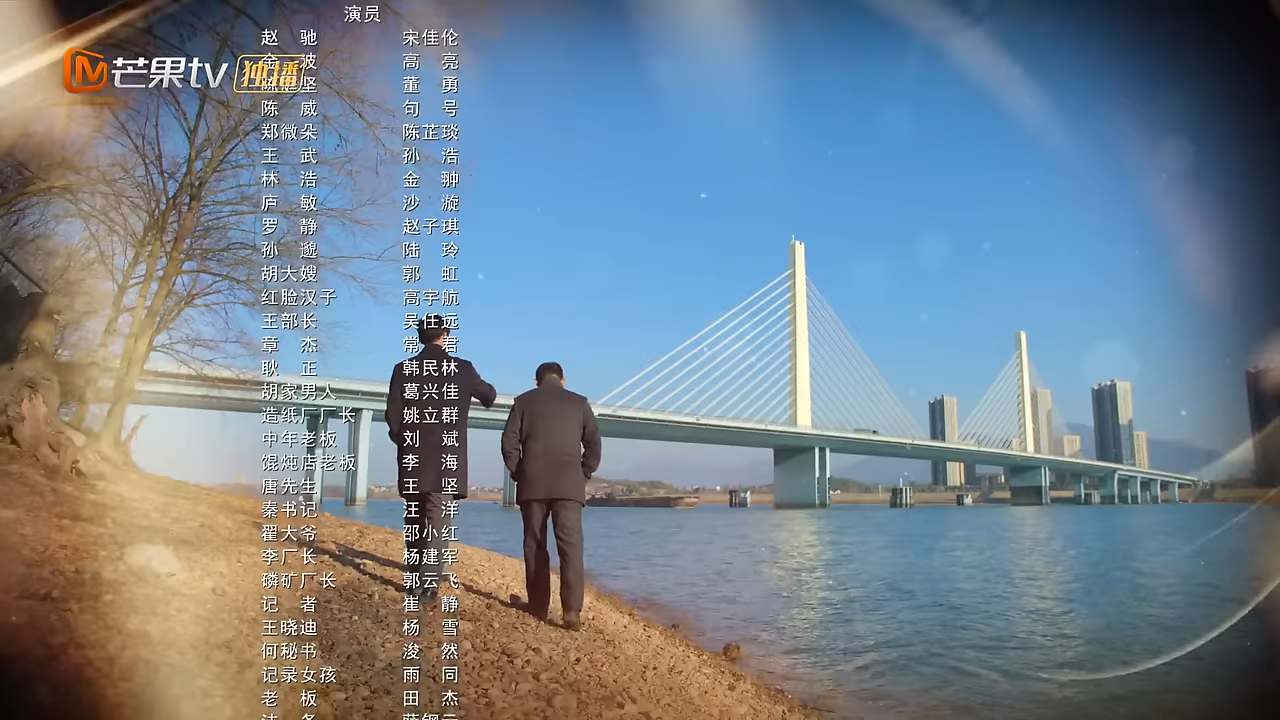 演员
赵 驰 宋佳伦
芒果tv 独播
金 波 高 亮
坚 董 勇
陈 威 句 号
郑微朵 陈芷琰
王 武 孙 浩
林 浩 金 翀
庐 敏 沙 漩
罗 静 赵子琪
孙 邈 陆 玲
胡大嫂 郭 虹
红脸汉子 高宇航
王部长 吴任远
章 杰 常 君
耿 正 韩民林
胡家男人 葛兴佳
造纸厂厂长 姚立群
中年老板 刘 斌
馄炖店老板 李 海
唐先生 王 坚
秦书记 汪 洋
翟大爷 邵小红
李厂长 杨建军
磷矿厂长 郭云飞
记 者 崔 静
王晓迪 杨 雪
何秘书 浚 然
记录女孩 雨 同
老 板 田 杰